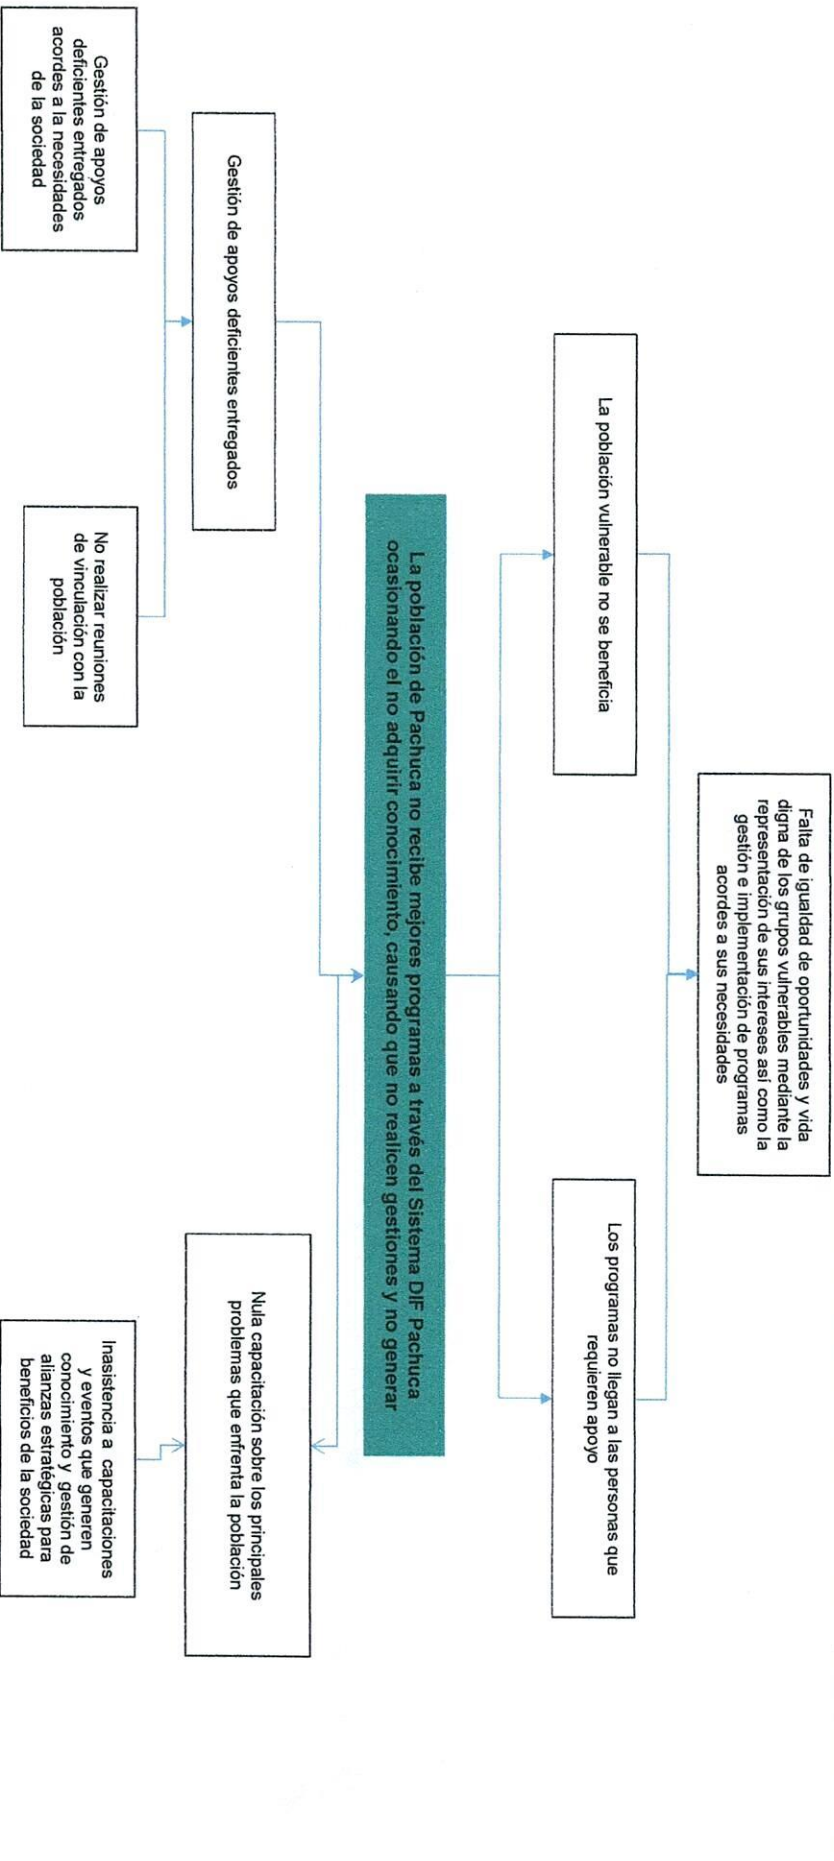 Falta de igualdad de oportunidades y vida
digna de los grupos vulnerables mediante la
representación de sus intereses así como la
gestión e implementación de programas
acordes a sus necesidades
La población vulnerable no se beneficia
Los programas no llegan a las personas que
requieren apoyo
La población de Pachuca no recibe mejores programas a través del Sistema DIF Pachuca
ocasionando el no adquirir conocimiento, causando que no realicen gestiones y no generar
Gestión de apoyos deficientes entregados
Nula capacitación sobre los principales
problemas que enfrenta la población
Gestión de apoyos
deficientes entregados
acordes a la necesidades
de la sociedad
No realizar reuniones
de vinculación con la
población
Inasistencia a capacitaciones
y eventos que generen
conocimiento y gestión de
alianzas estratégicas para
beneficios de la sociedad